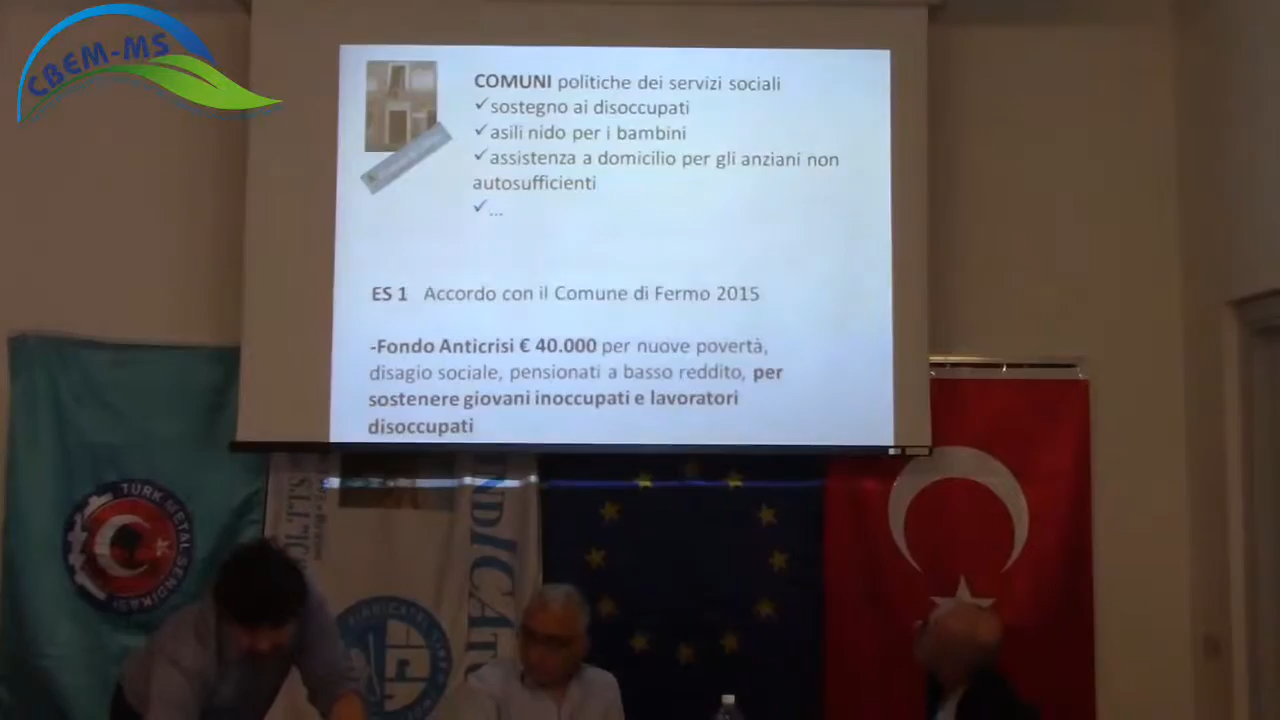 CBEM-MS
COMUNI politiche dei servizi sociali
✓sostegno ai disoccupati
✓asili nido per i bambini
✓assistenza a domicilio per gli anziani non
autosufficienti
✓...
ES 1 Accordo con il Comune di Fermo 2015
-Fondo Anticrisi € 40.000 per nuove povertà,
disagio sociale, pensionati a basso reddito, per
sostenere giovani inoccupati e lavoratori
disoccupati
TÜRK METAL SENDİKASI